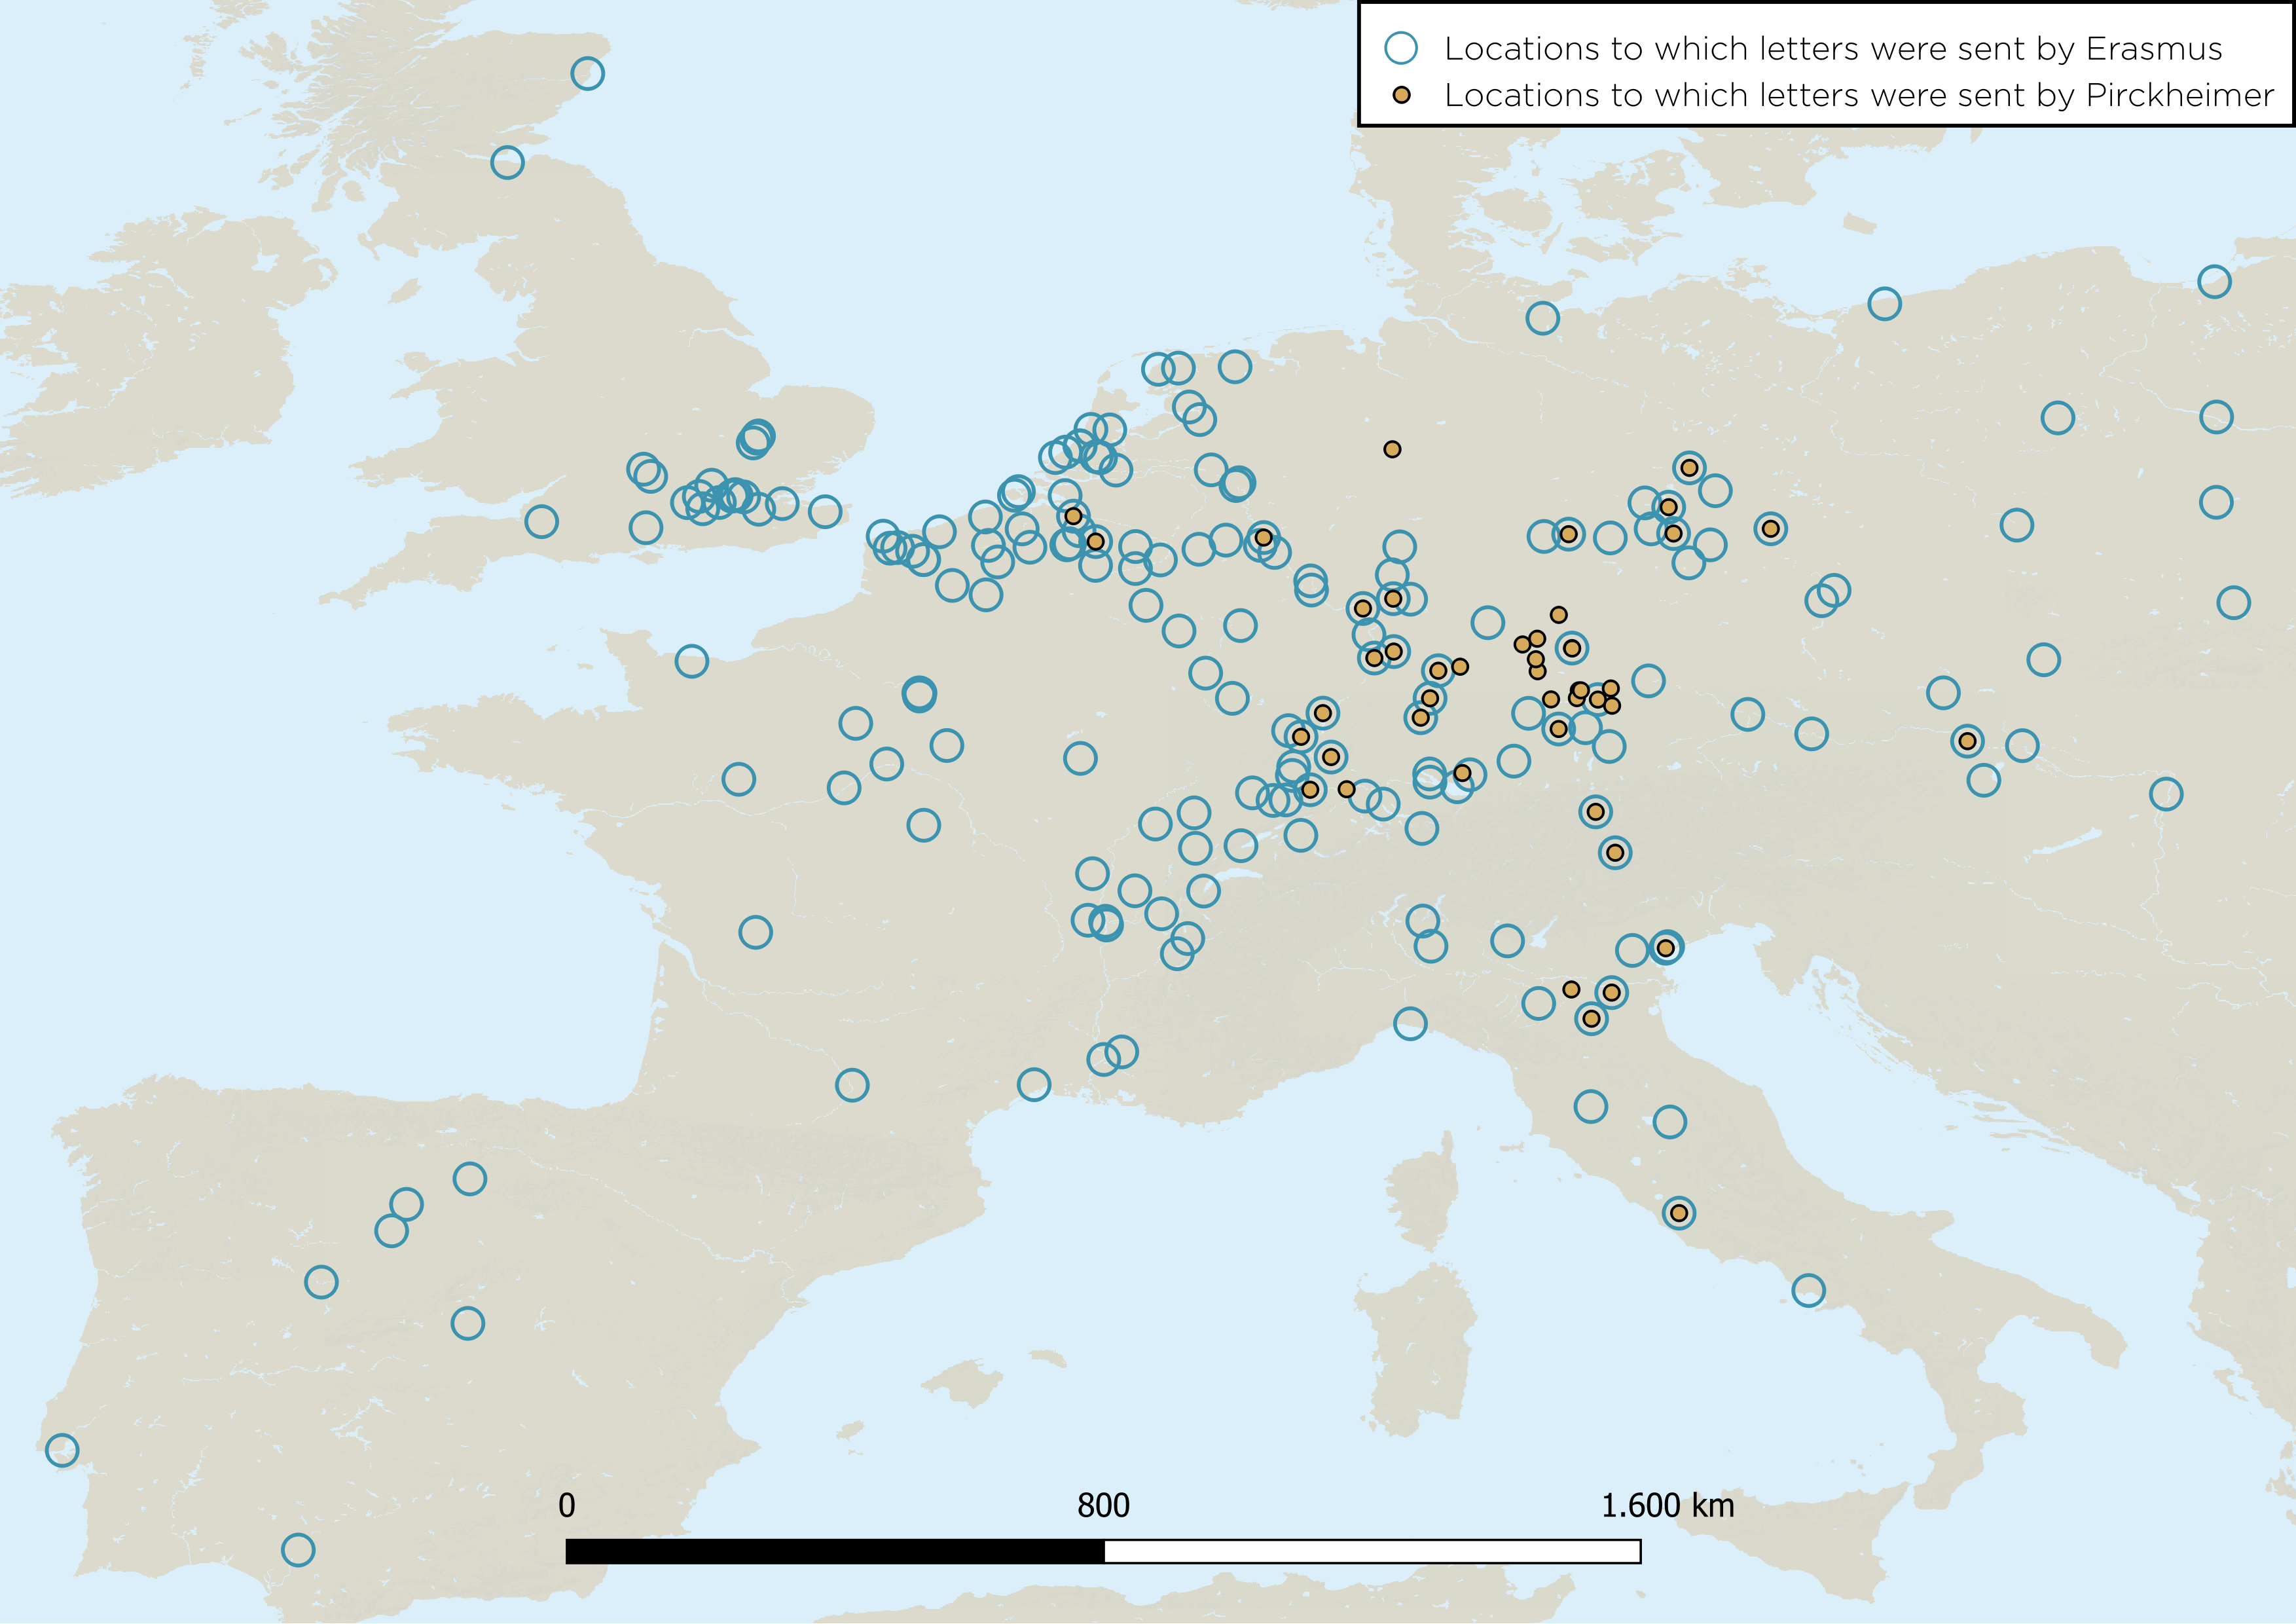 Locations to which letters were sent by Erasmus
Locations to which letters were sent by Pirckheimer
0 800 1.600 km